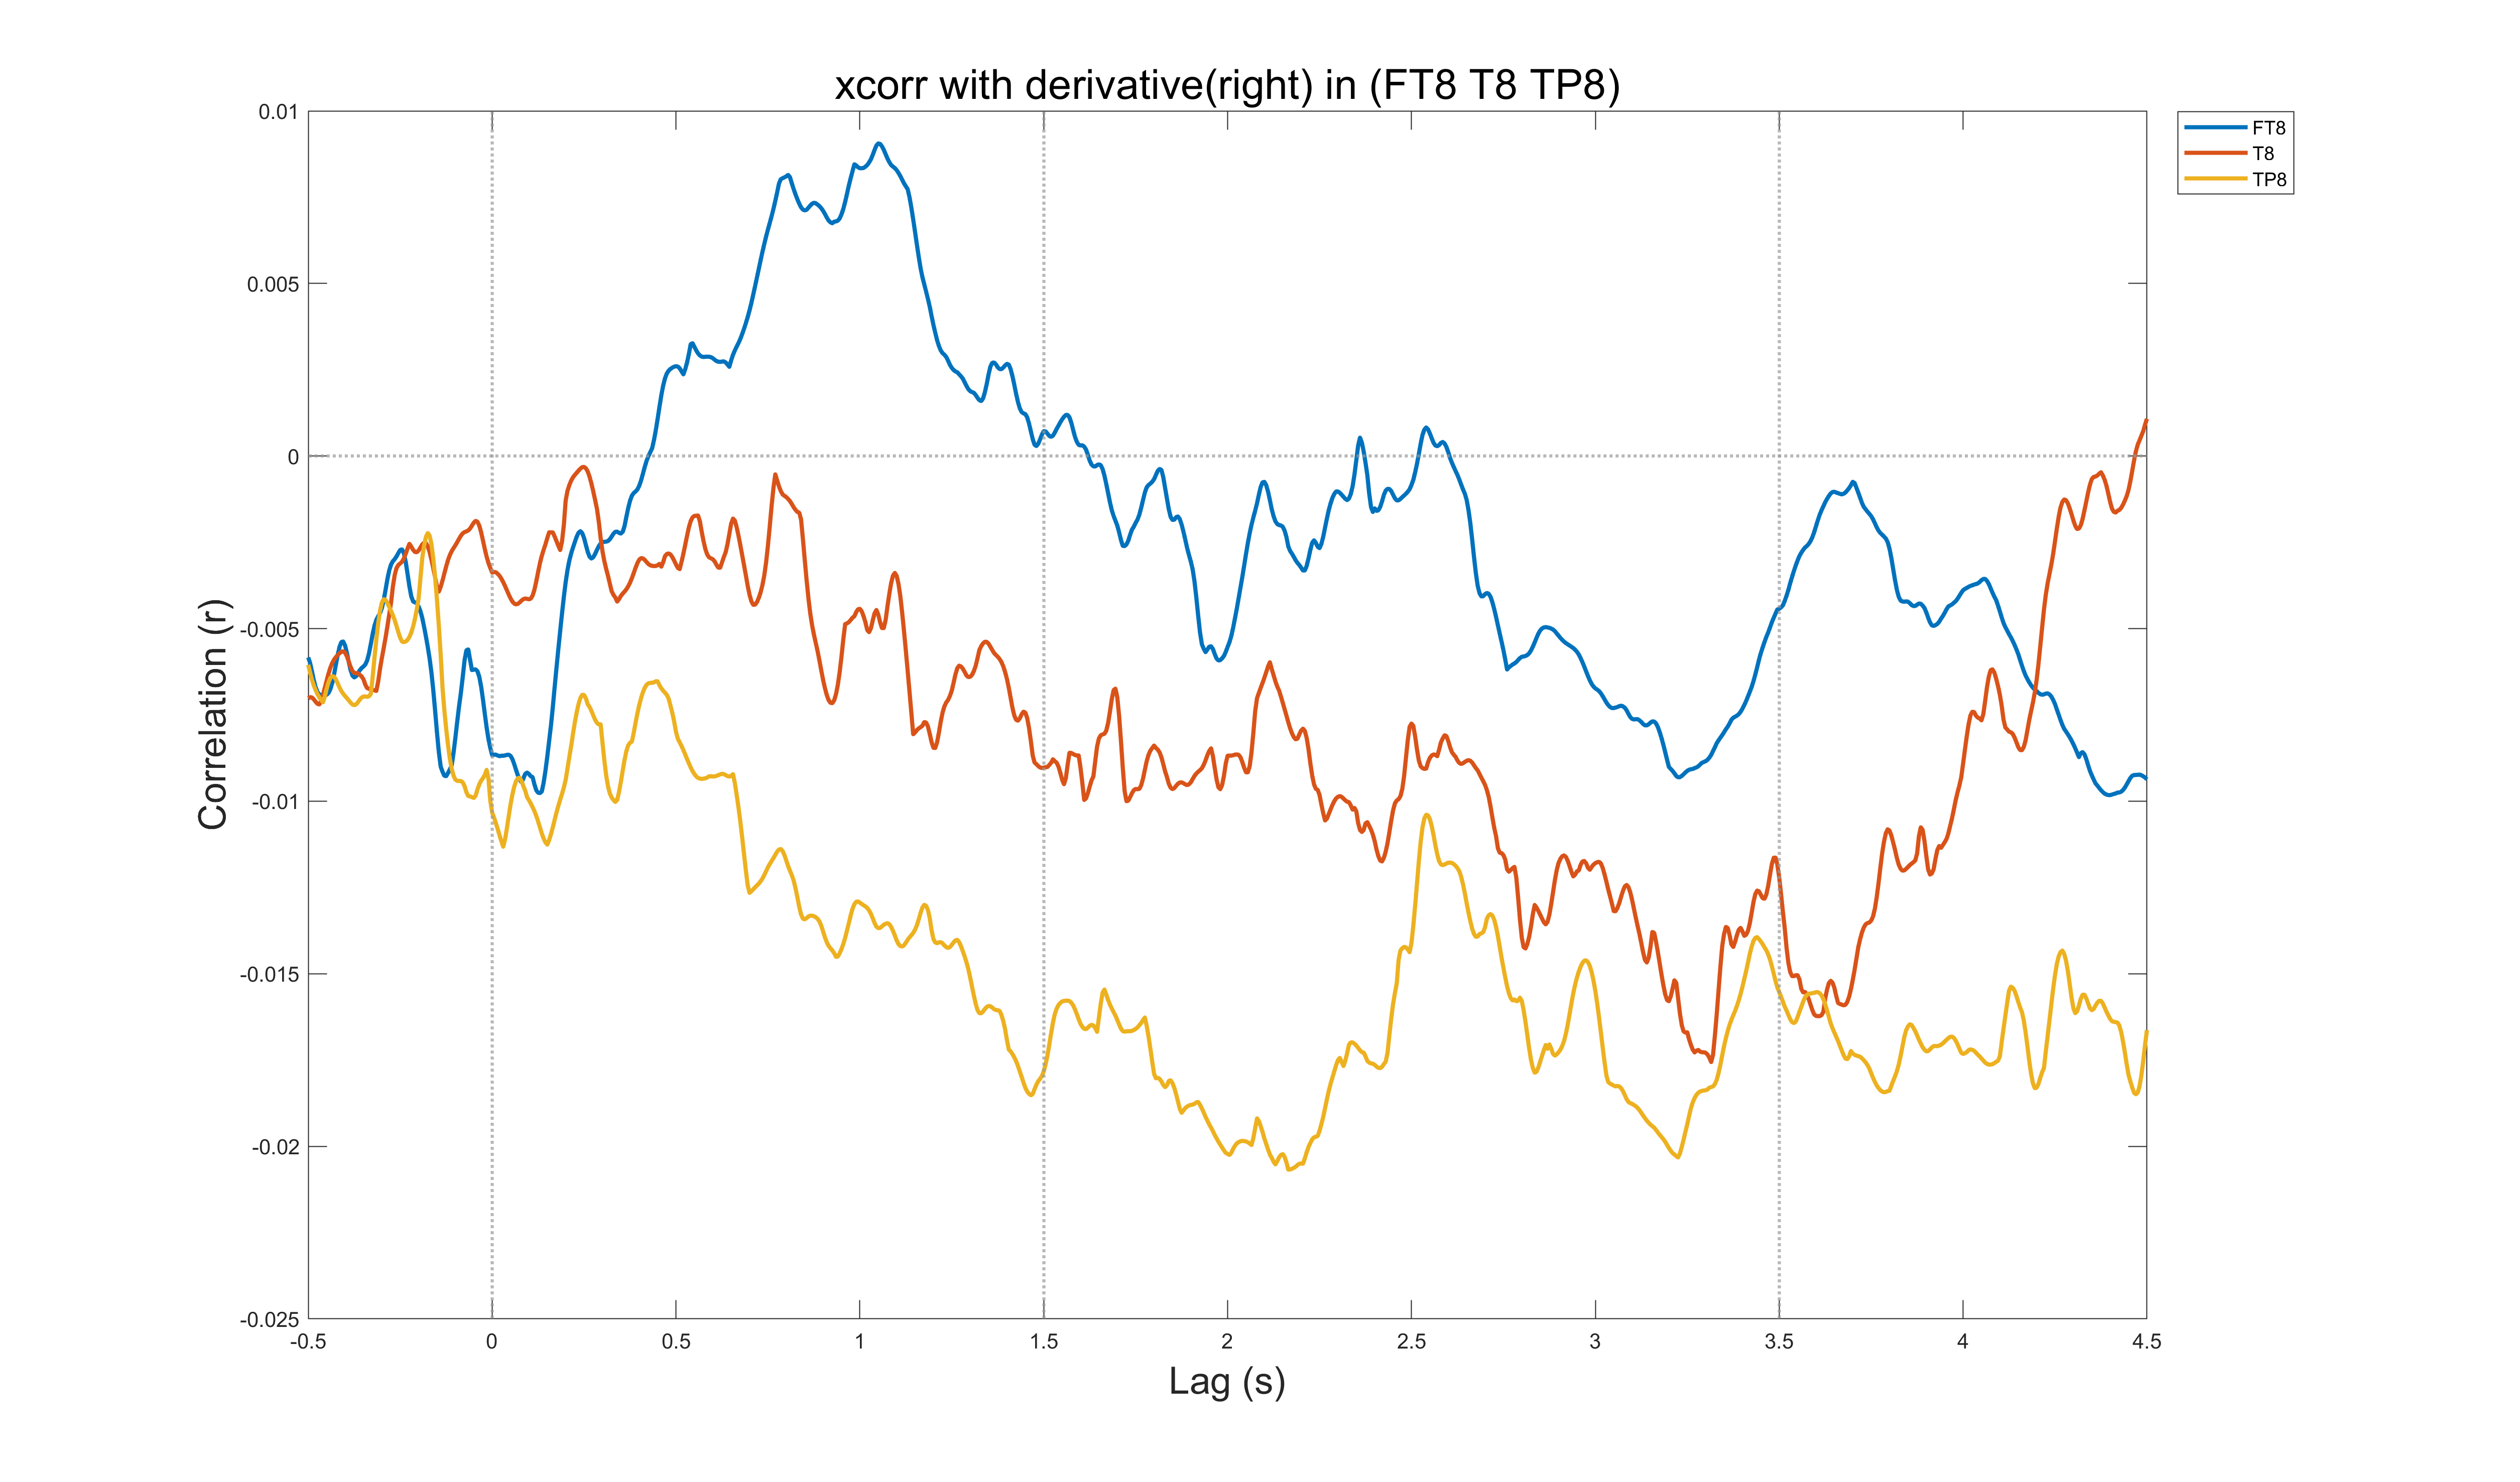 xcorr with derivative(right) in (FT8 T8 TP8)
FT8
T8
TP8
0.01
0.005
0
-0.005
-0.01
-0.015
-0.02
-0.025
Correlation (r)
-0.5 0 0.5 1 1.5 2 2.5 3 3.5 4 4.5
Lag (s)